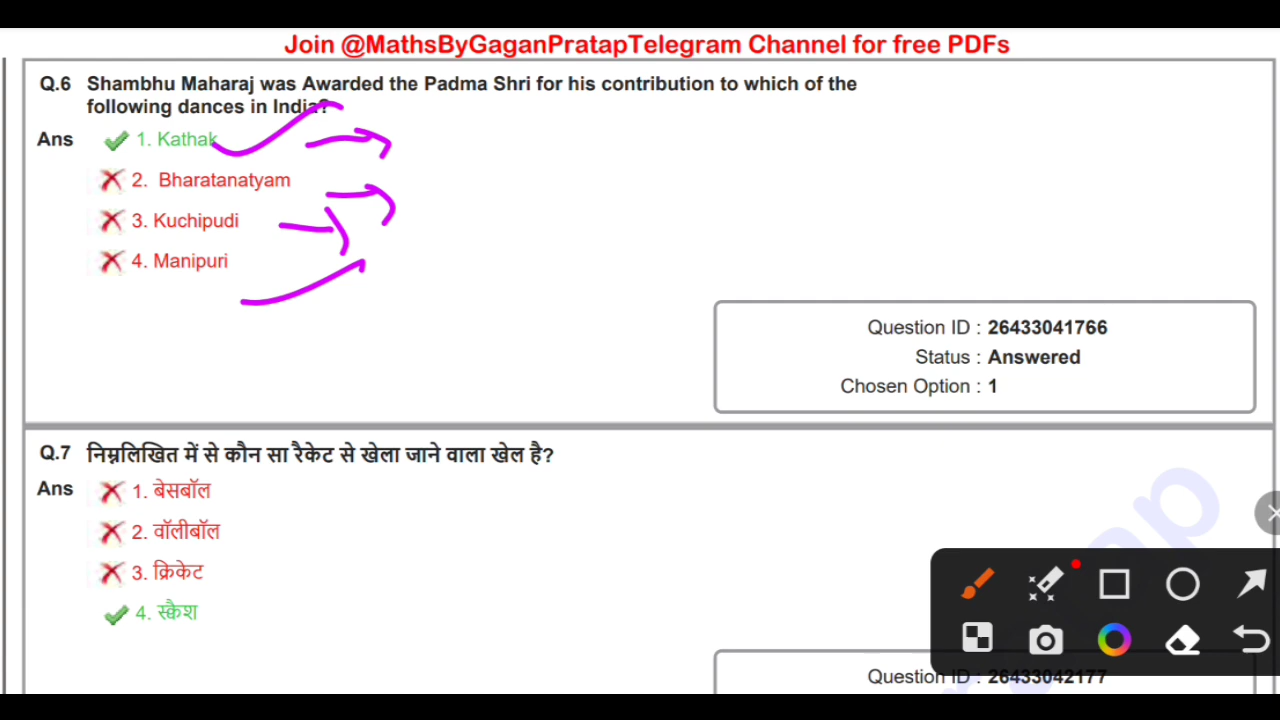 Join @MathsByGaganPratapTelegram Channel for free PDFs
Q.6 Shambhu Maharaj was Awarded the Padma Shri for his contribution to which of the
following dances in India?
Ans 1. Kathak
2. Bharatanatyam
3. Kuchipudi
4. Manipuri
Question ID : 26433041766
Status : Answered
Chosen Option : 1
Q.7 निम्नलिखित में से कौन सा रैकेट से खेला जाने वाला खेल है?
Ans 1. बेसबॉल
2. वॉलीबॉल
3. क्रिकेट
4. स्क्वैश
Question ID : 26433042177